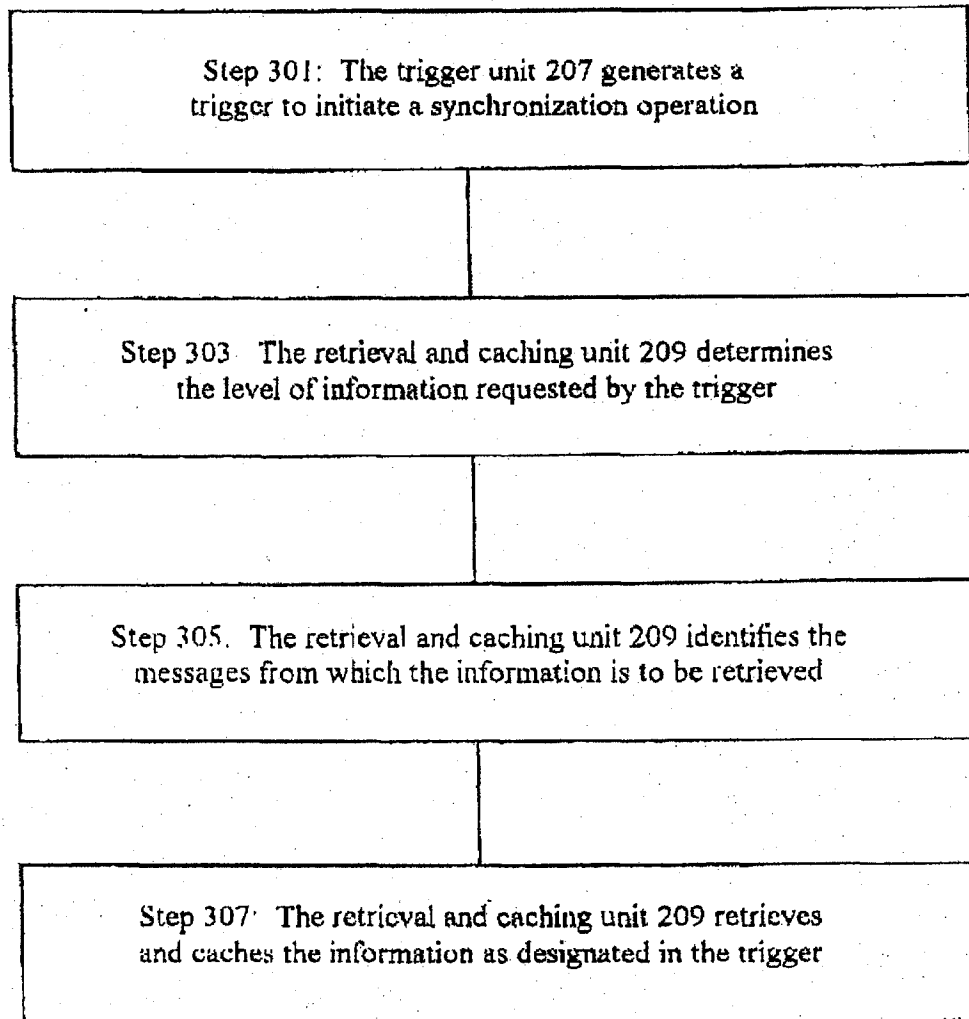 Step 301: The trigger unit 207 generates a
trigger to initiate a synchronization operation
Step 303 The retrieval and caching unit 209 determines
the level of information requested by the trigger
Step 305. The retrieval and caching unit 209 identifies the
messages from which the information is to be retrieved
Step 307· The retrieval and caching unit 209 retrieves
and caches the information as designated in the trigger